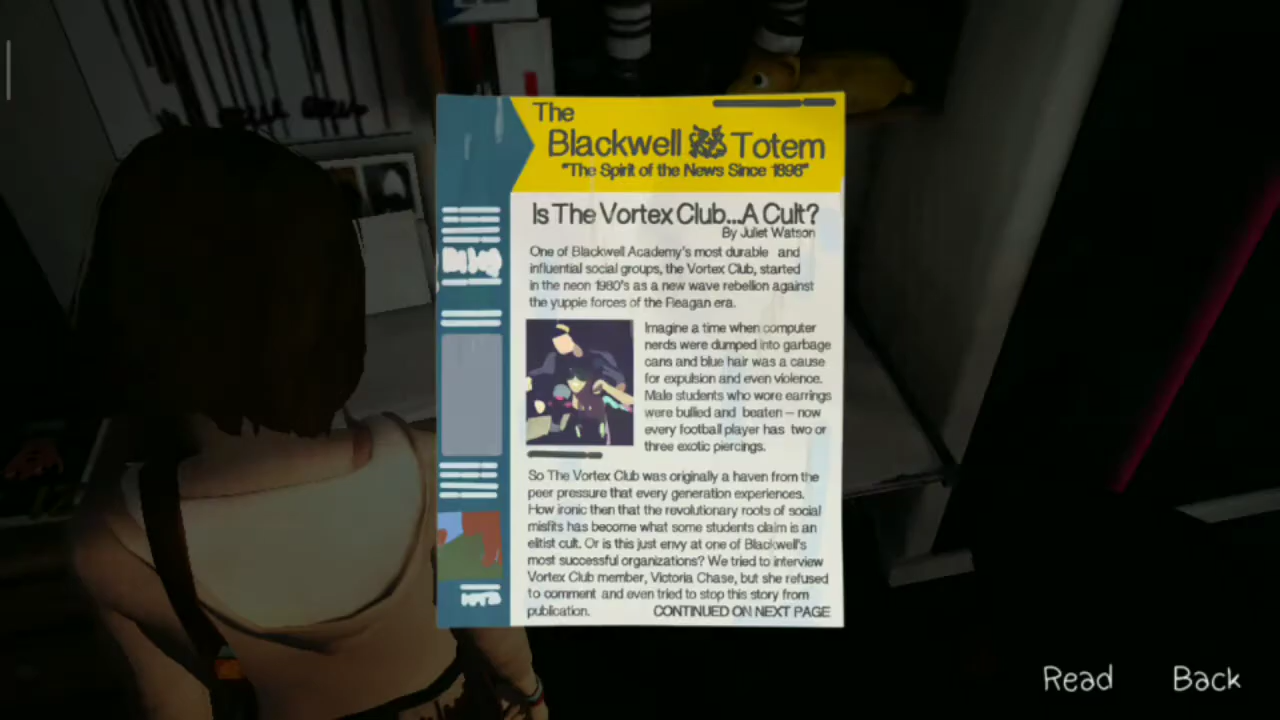 The
Blackwell Totem
"The Spirit of the News Since 1896"
Is The Vortex Club...A Cult?
By Juliet Watson
One of Blackwell Academy's most durable and
influential social groups, the Vortex Club, started
in the neon 1980's as a new wave rebellion against
the yuppie forces of the Reagan era.
Imagine a time when computer
nerds were dumped into garbage
cans and blue hair was a cause
for expulsion and even violence.
Male students who wore earrings
were bullied and beaten – now
every football player has two or
three exotic piercings.
So The Vortex Club was originally a haven from the
peer pressure that every generation experiences.
How ironic then that the revolutionary roots of social
misfits has become what some students claim is an
elitist cult. Or is this just envy at one of Blackwell's
most successful organizations? We tried to interview
Vortex Club member, Victoria Chase, but she refused
to comment and even tried to stop this story from
publication. CONTINUED ON NEXT PAGE
Read Back